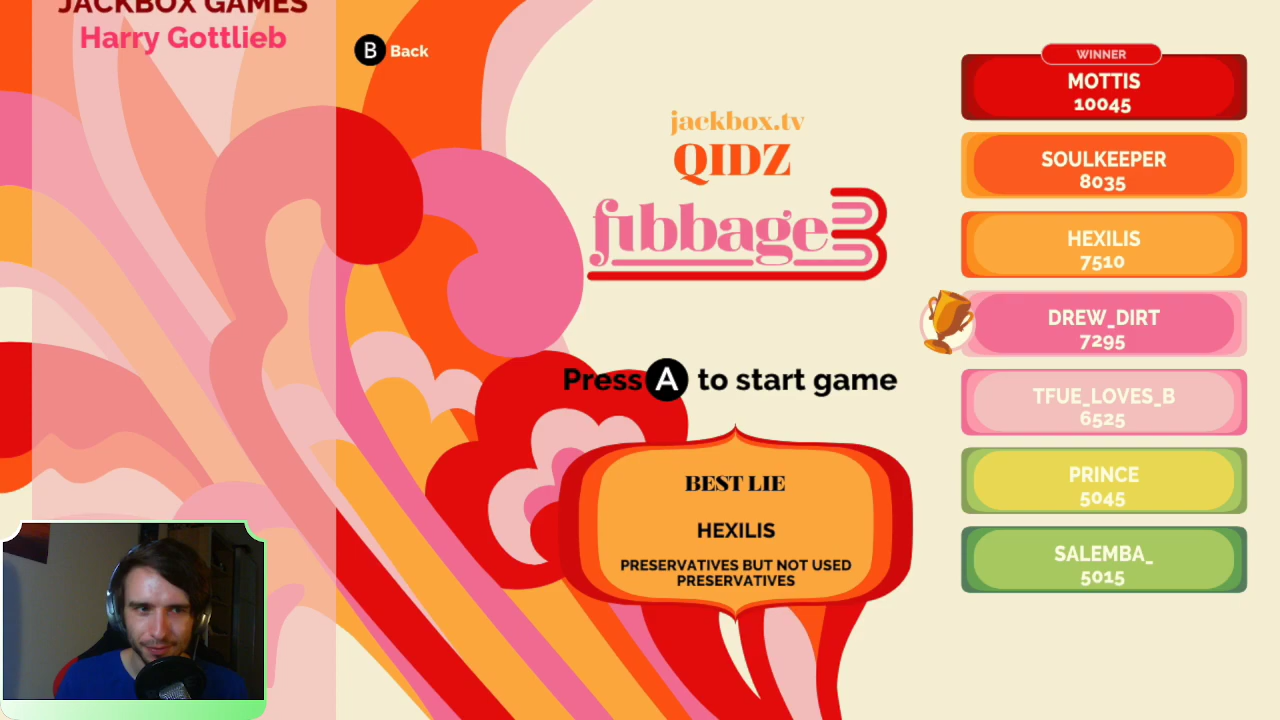 JACKBOX GAMES
Harry Gottlieb
B Back
jackbox.tv
QIDZ
fibbage 3
Press A to start game
BEST LIE
HEXILIS
PRESERVATIVES BUT NOT USED
PRESERVATIVES
WINNER
MOTTIS
10045
SOULKEEPER
8035
HEXILIS
7510
DREW_DIRT
7295
TFUE_LOVES_B
6525
PRINCE
5045
SALEMBA_
5015